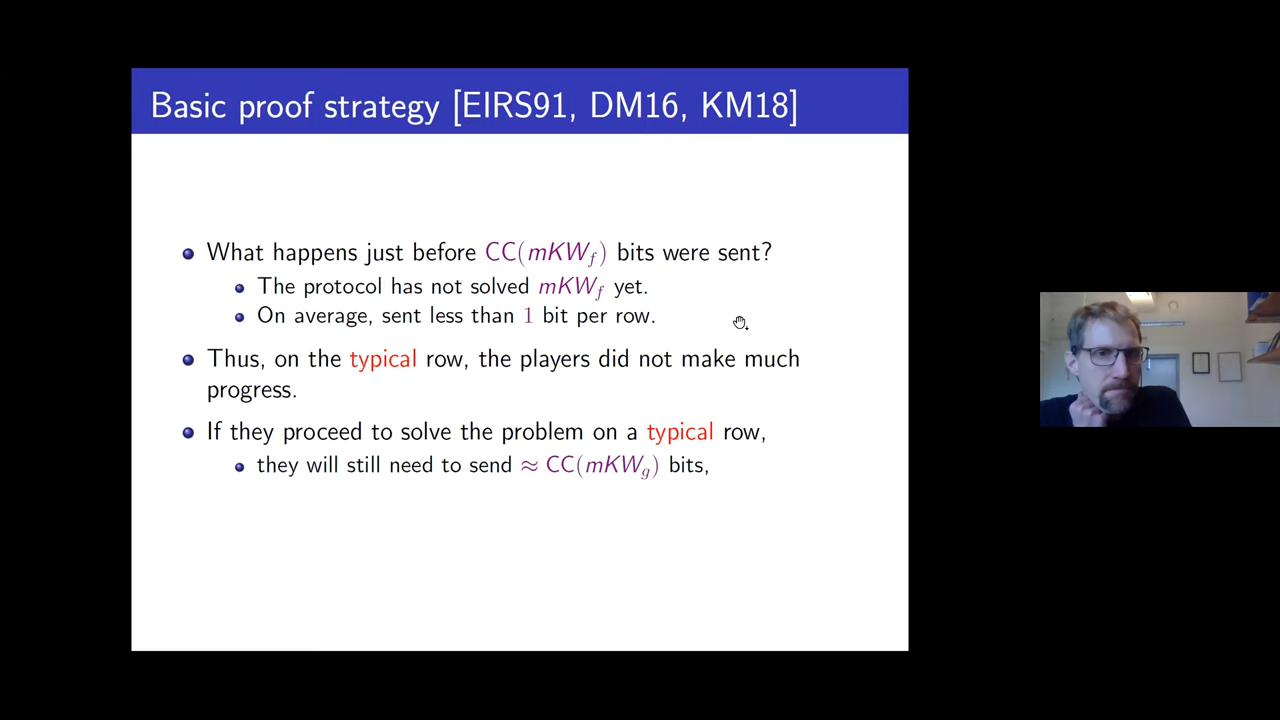 Basic proof strategy [EIRS91, DM16, KM18]
What happens just before CC(mKW_f) bits were sent?
The protocol has not solved mKW_f yet.
On average, sent less than 1 bit per row.
Thus, on the typical row, the players did not make much
progress.
If they proceed to solve the problem on a typical row,
they will still need to send ≈ CC(mKW_g) bits,